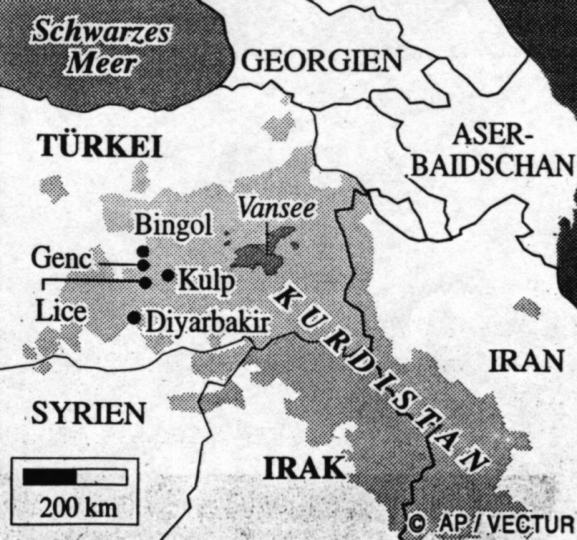 Schwarzes
Meer
GEORGIEN
TÜRKEI
ASER-
BAIDSCHAN
Vansee
Bingol
Genc
Kulp
Lice
Diyarbakir
KURDISTAN
IRAN
SYRIEN
IRAK
200 km
© AP/VECTUR